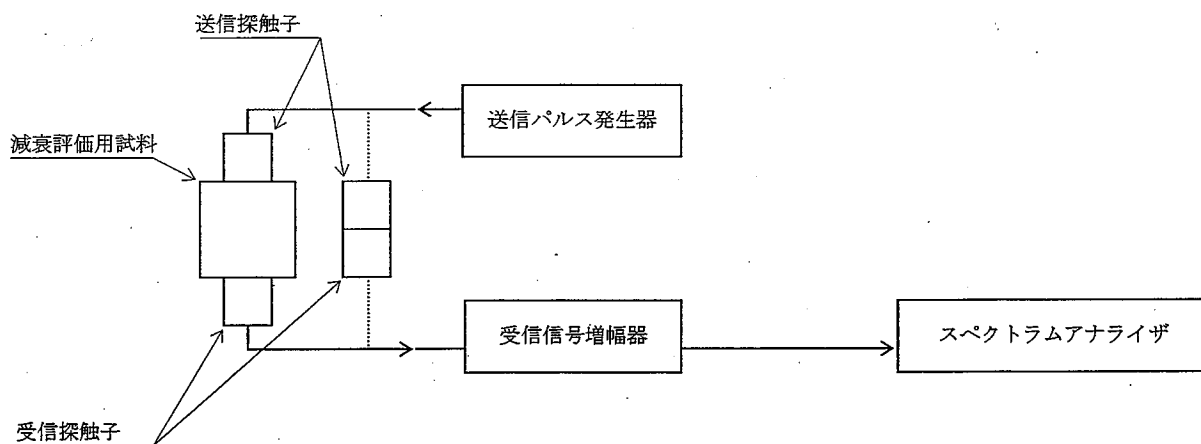 送信探触子
送信パルス発生器
減衰評価用試料
受信信号増幅器
スペクトラムアナライザ
受信探触子